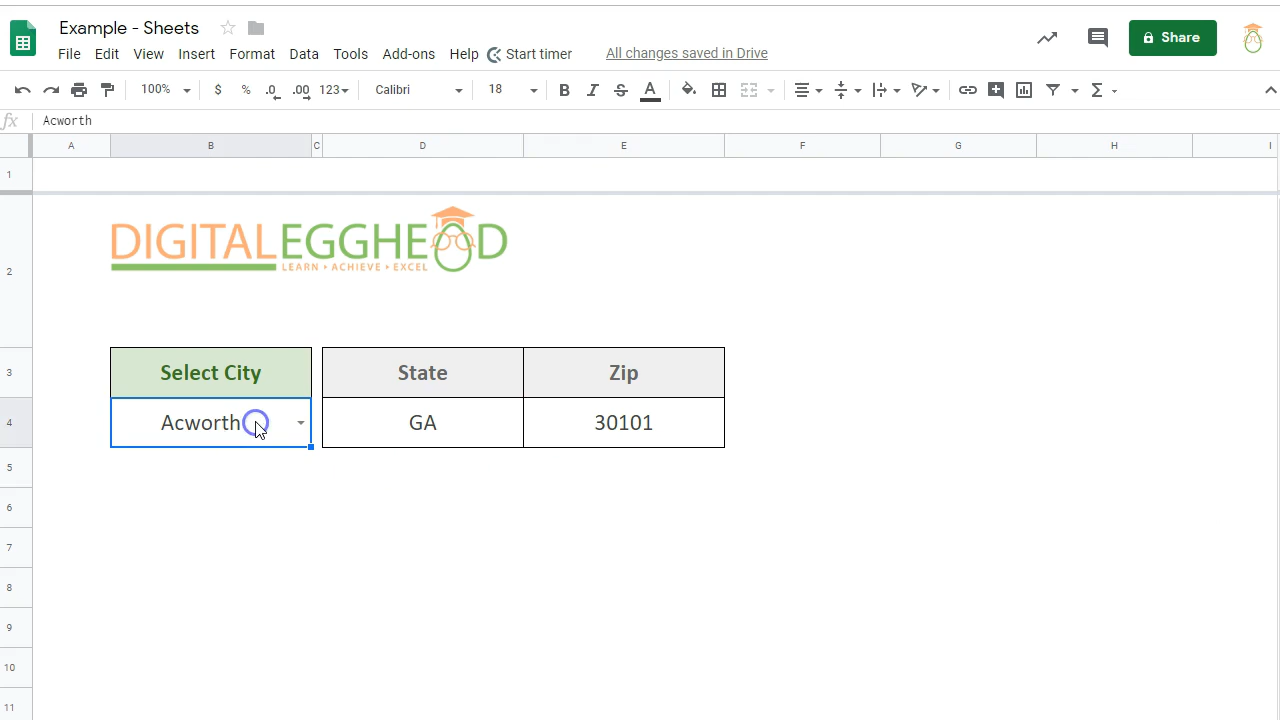 Example - Sheets
File Edit View Insert Format Data Tools Add-ons Help Start timer All changes saved in Drive
Share
100% $ % .0 .00 123 Calibri 18 B I S A Σ
fx Acworth
A B C D E F G H I
1
2
DIGITALEGGHEAD
LEARN • ACHIEVE • EXCEL
3 Select City State Zip
4 Acworth GA 30101
5
6
7
8
9
10
11